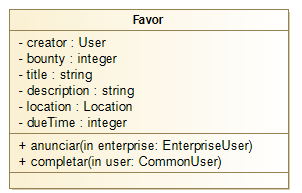 Favor
- creator : User
- bounty : integer
- title : string
- description : string
- location : Location
- dueTime : integer
+ anunciar(in enterprise: EnterpriseUser)
+ completar(in user: CommonUser)